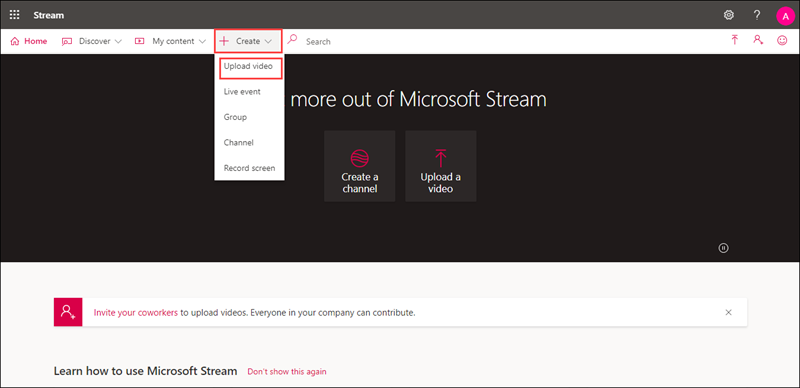 Stream
?
A
Home
Discover
My content
Create
Search
Upload video
Live event
Group
Channel
Record screen
more out of Microsoft Stream
Create a
channel
Upload a
video
Invite your coworkers to upload videos. Everyone in your company can contribute.
Learn how to use Microsoft Stream Don't show this again